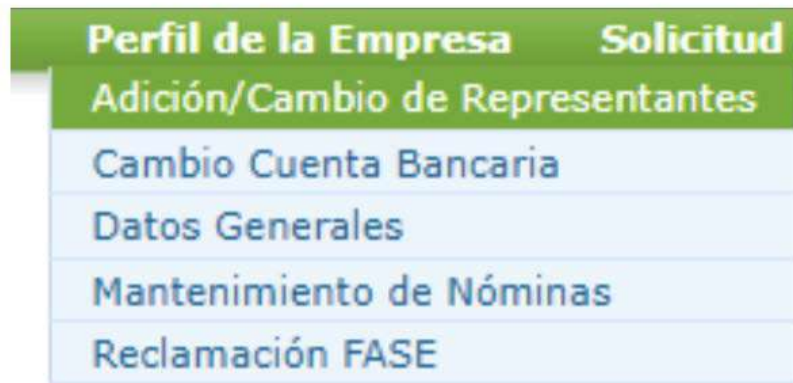 Perfil de la Empresa Solicitud
Adición/Cambio de Representantes
Cambio Cuenta Bancaria
Datos Generales
Mantenimiento de Nóminas
Reclamación FASE